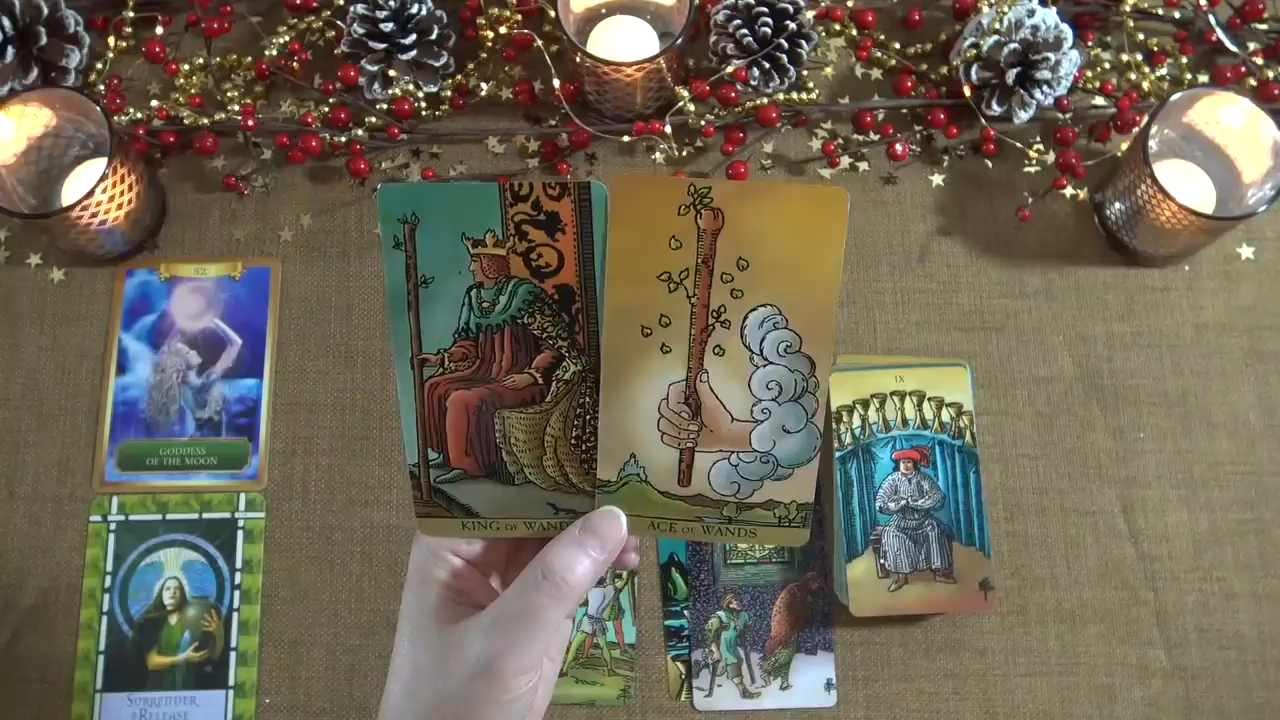 52
GODDESS
OF THE MOON
SURRENDER
& RELEASE
KING OF WANDS
ACE OF WANDS
IX